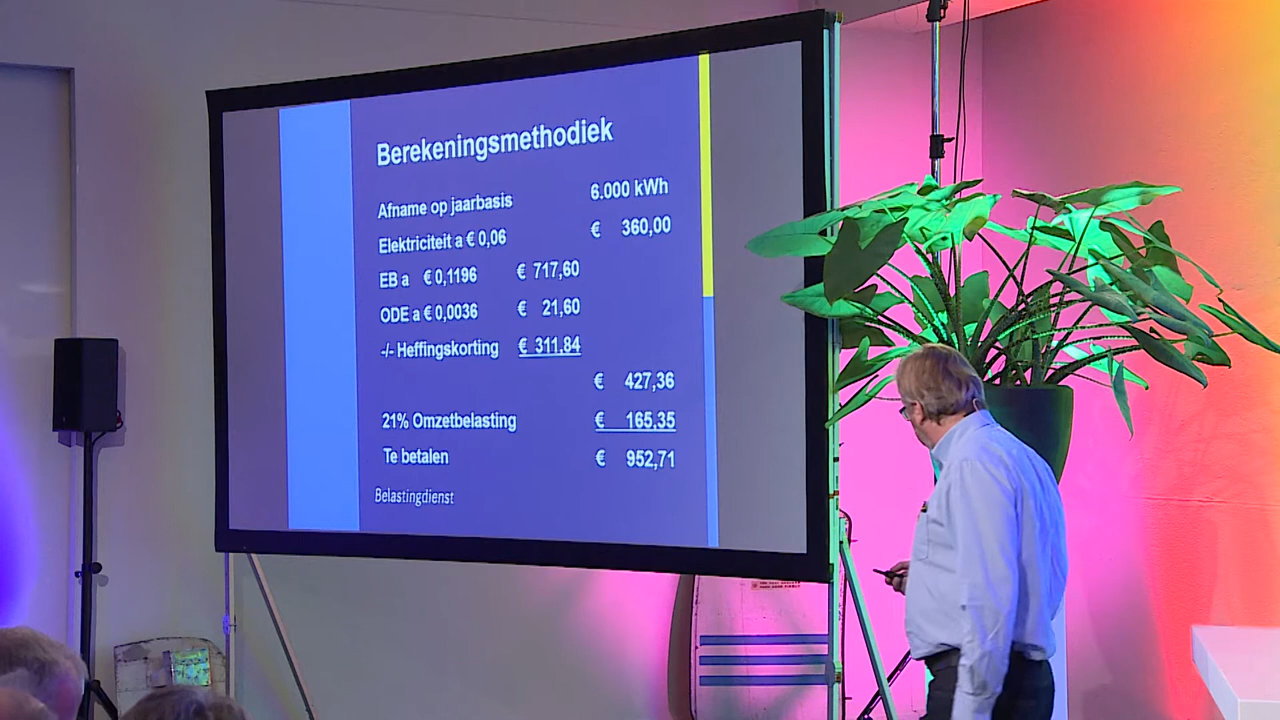 Berekeningsmethodiek
Afname op jaarbasis 6.000 kWh
Elektriciteit a € 0,06 € 360,00
EB a € 0,1196 € 717,60
ODE a € 0,0036 € 21,60
-/- Heffingskorting € 311,84
€ 427,36
21% Omzetbelasting € 165,35
Te betalen € 952,71
Belastingdienst